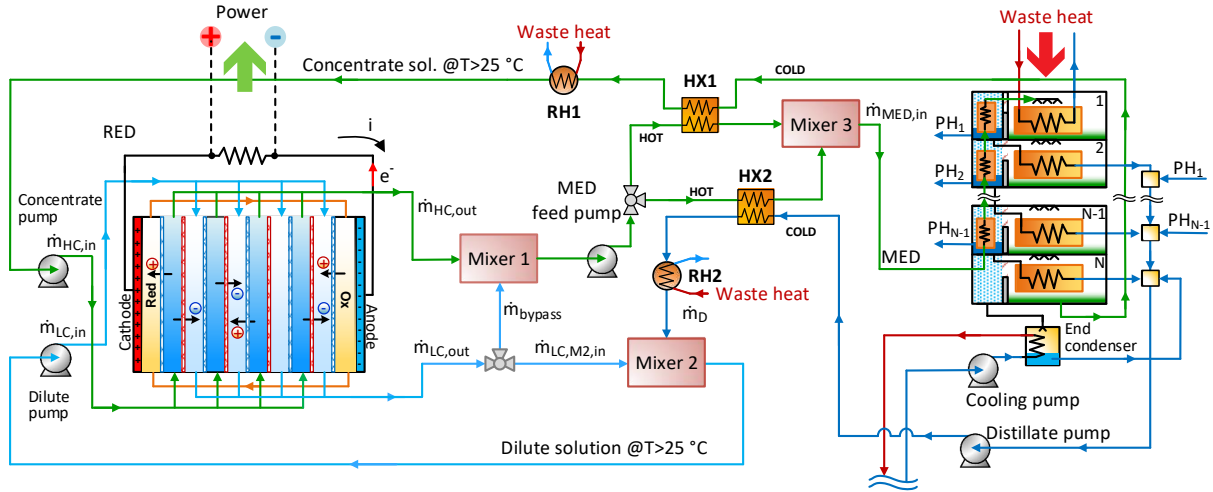 Power
+
-
Waste heat
Waste heat
Concentrate sol. @T>25 °C
COLD
HX1
RH1
HOT
Mixer 3
ṁMED,in
1
PH1
PH2
2
PH1
RED
i
e-
MED
feed pump
HX2
HOT
COLD
Concentrate
pump
ṁHC,in
ṁHC,out
Mixer 1
PHN-1
N-1
PHN-1
MED
N
RH2
Waste heat
ṁD
Cathode
Red
Ox
Anode
ṁbypass
ṁLC,in
ṁLC,out
ṁLC,M2,in
Mixer 2
End
condenser
Dilute
pump
Cooling pump
Distillate pump
Dilute solution @T>25 °C